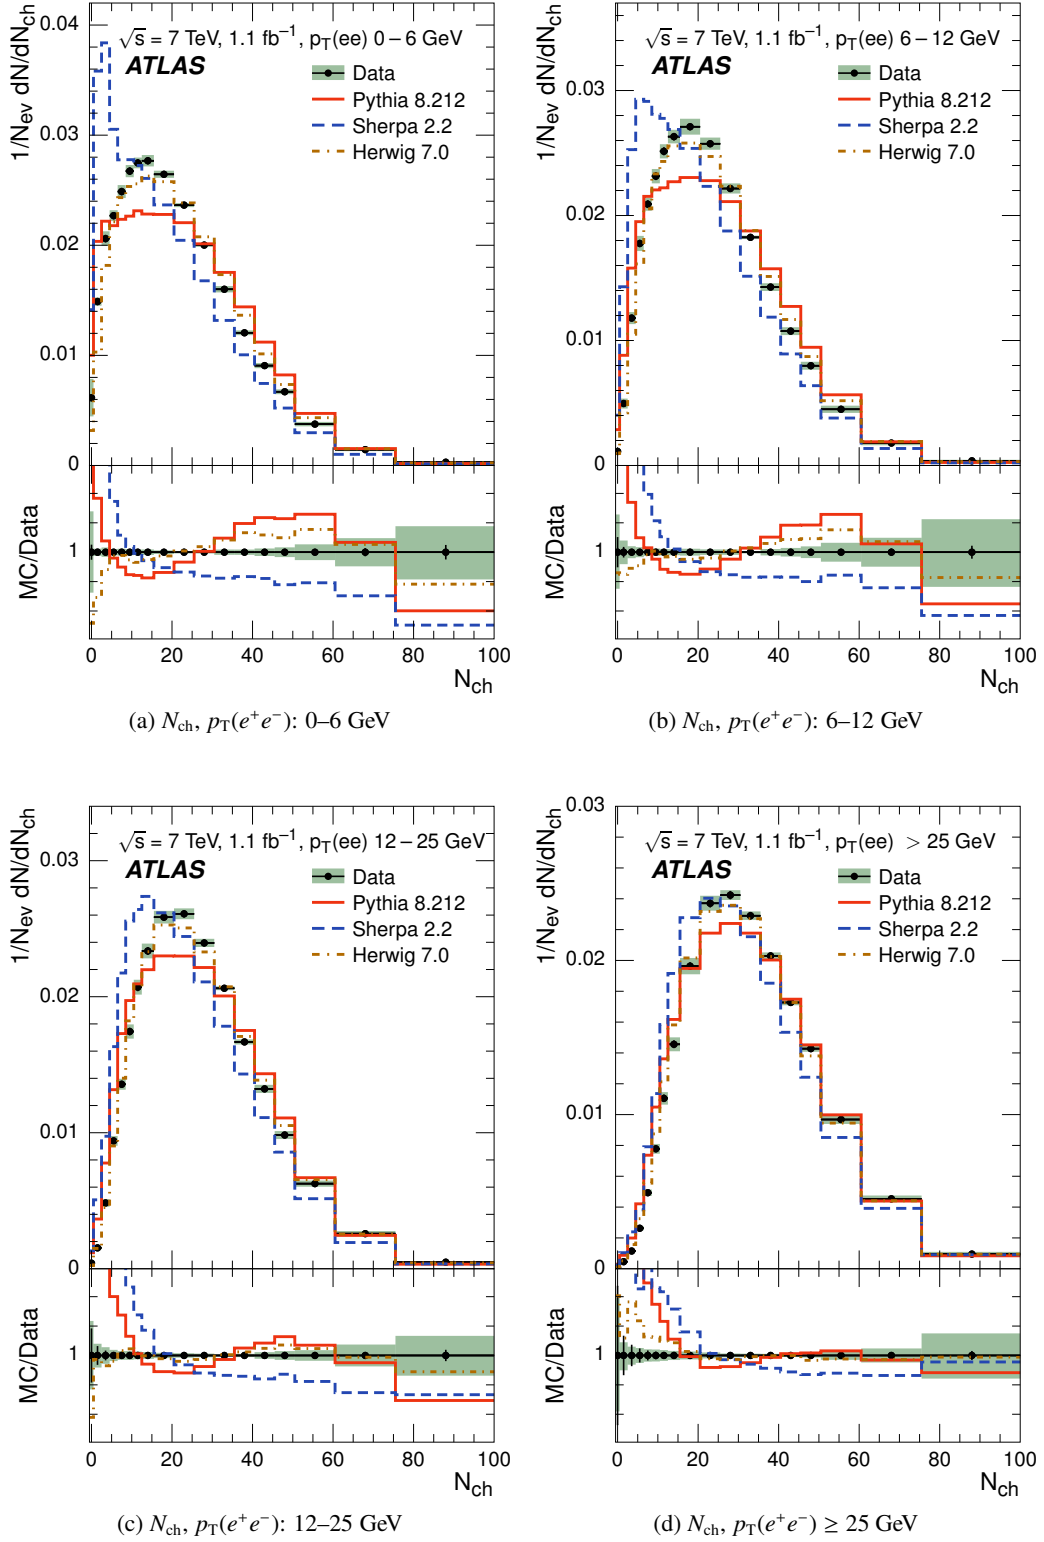 1/N_ev dN/dN_ch
√s = 7 TeV, 1.1 fb⁻¹, p_T(ee) 0 – 6 GeV
ATLAS
Data
Pythia 8.212
Sherpa 2.2
Herwig 7.0
0.04
0.03
0.02
0.01
0
MC/Data
1
0 20 40 60 80 100
N_ch
(a) N_ch, p_T(e⁺e⁻): 0–6 GeV
1/N_ev dN/dN_ch
√s = 7 TeV, 1.1 fb⁻¹, p_T(ee) 6 – 12 GeV
ATLAS
Data
Pythia 8.212
Sherpa 2.2
Herwig 7.0
0.03
0.02
0.01
0
MC/Data
1
0 20 40 60 80 100
N_ch
(b) N_ch, p_T(e⁺e⁻): 6–12 GeV
1/N_ev dN/dN_ch
√s = 7 TeV, 1.1 fb⁻¹, p_T(ee) 12 – 25 GeV
ATLAS
Data
Pythia 8.212
Sherpa 2.2
Herwig 7.0
0.03
0.02
0.01
0
MC/Data
1
0 20 40 60 80 100
N_ch
(c) N_ch, p_T(e⁺e⁻): 12–25 GeV
1/N_ev dN/dN_ch
√s = 7 TeV, 1.1 fb⁻¹, p_T(ee) > 25 GeV
ATLAS
Data
Pythia 8.212
Sherpa 2.2
Herwig 7.0
0.03
0.02
0.01
0
MC/Data
1
0 20 40 60 80 100
N_ch
(d) N_ch, p_T(e⁺e⁻) ≥ 25 GeV